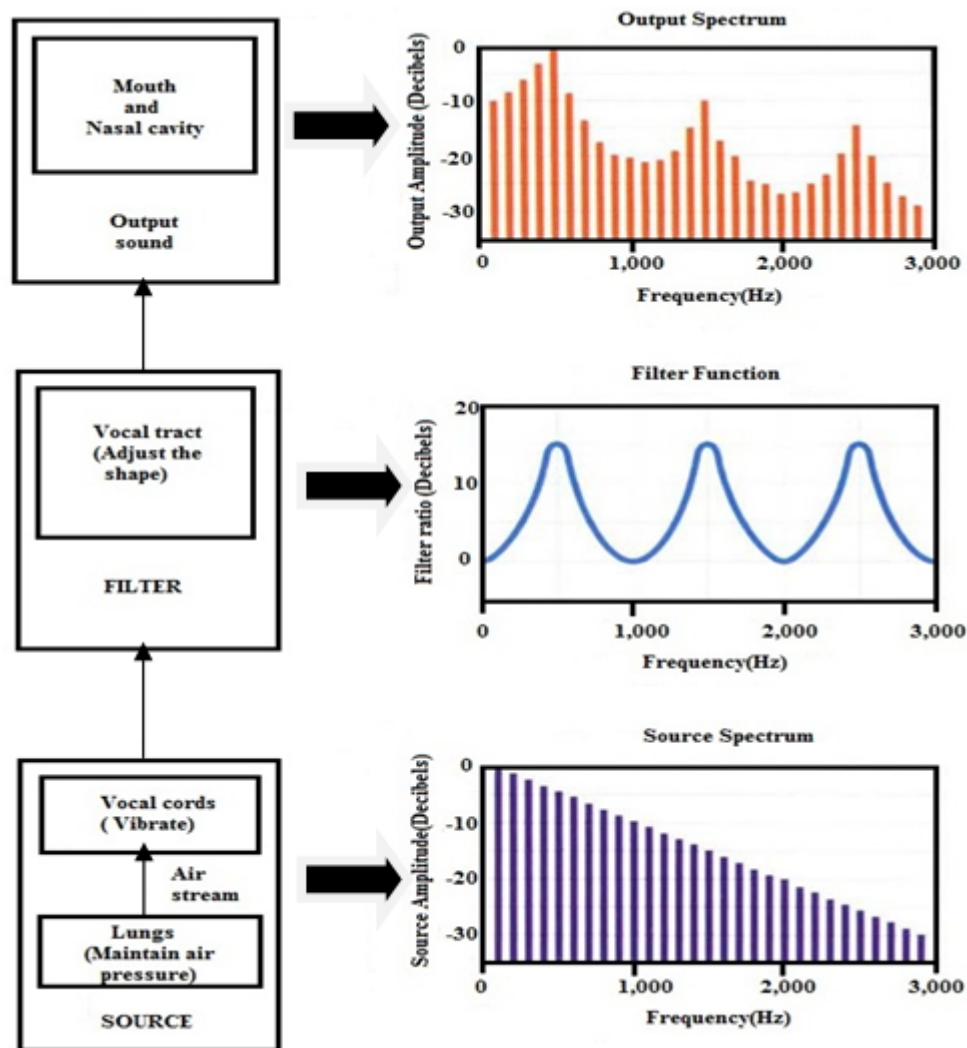 Mouth
and
Nasal cavity
Output
sound
Output Spectrum
Output Amplitude (Decibels)
0
-10
-20
-30
0
1,000
2,000
3,000
Frequency(Hz)
Vocal tract
(Adjust the
shape)
FILTER
Filter Function
Filter ratio (Decibels)
20
10
0
0
1,000
2,000
3,000
Frequency(Hz)
Vocal cords
( Vibrate)
Air
stream
Lungs
(Maintain air
pressure)
SOURCE
Source Spectrum
Source Amplitude(Decibels)
0
-10
-20
-30
0
1,000
2,000
3,000
Frequency(Hz)